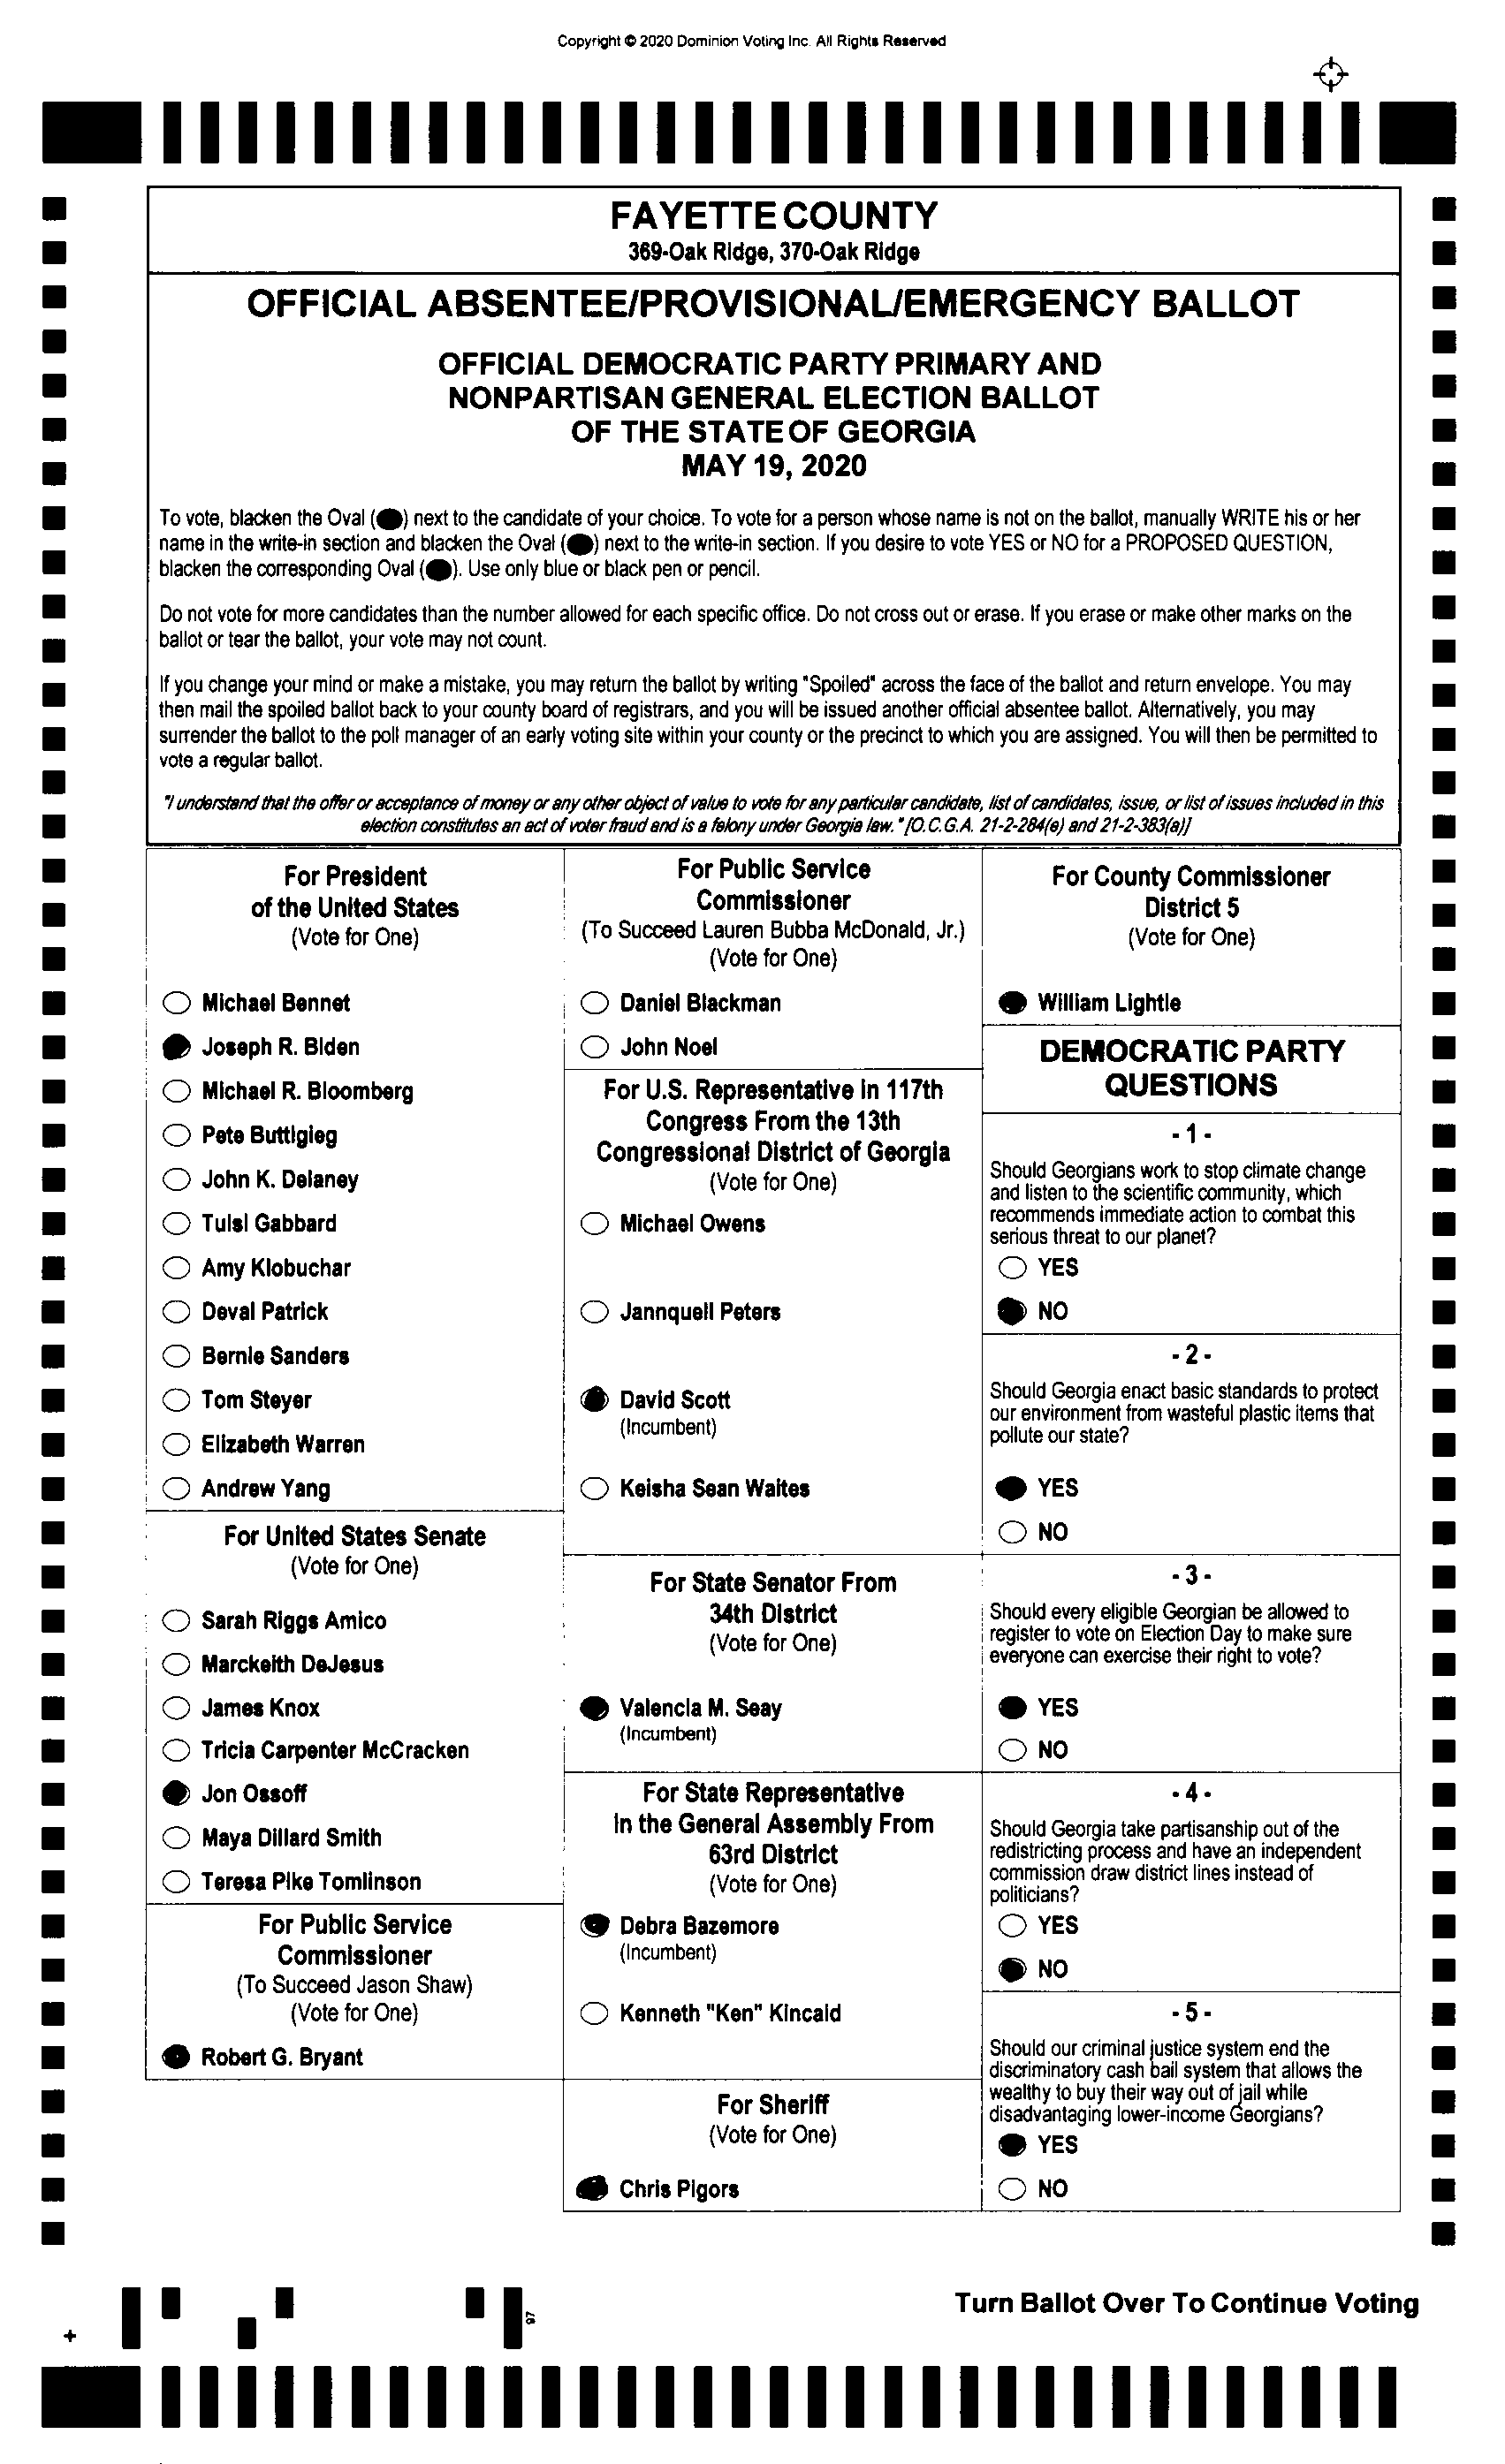 Copyright © 2020 Dominion Voting Inc. All Rights Reserved
FAYETTE COUNTY
369-Oak Ridge, 370-Oak Ridge
OFFICIAL ABSENTEE/PROVISIONAL/EMERGENCY BALLOT
OFFICIAL DEMOCRATIC PARTY PRIMARY AND
NONPARTISAN GENERAL ELECTION BALLOT
OF THE STATE OF GEORGIA
MAY 19, 2020
To vote, blacken the Oval (⬬) next to the candidate of your choice. To vote for a person whose name is not on the ballot, manually WRITE his or her
name in the write-in section and blacken the Oval (⬬) next to the write-in section. If you desire to vote YES or NO for a PROPOSED QUESTION,
blacken the corresponding Oval (⬬). Use only blue or black pen or pencil.
Do not vote for more candidates than the number allowed for each specific office. Do not cross out or erase. If you erase or make other marks on the
ballot or tear the ballot, your vote may not count.
If you change your mind or make a mistake, you may return the ballot by writing "Spoiled" across the face of the ballot and return envelope. You may
then mail the spoiled ballot back to your county board of registrars, and you will be issued another official absentee ballot. Alternatively, you may
surrender the ballot to the poll manager of an early voting site within your county or the precinct to which you are assigned. You will then be permitted to
vote a regular ballot.
"I understand that the offer or acceptance of money or any other object of value to vote for any particular candidate, list of candidates, issue, or list of issues included in this
election constitutes an act of voter fraud and is a felony under Georgia law." [O.C.G.A. 21-2-284(e) and 21-2-383(a)]
For President
of the United States
(Vote for One)
Michael Bennet
Joseph R. Biden
Michael R. Bloomberg
Pete Buttigieg
John K. Delaney
Tulsi Gabbard
Amy Klobuchar
Deval Patrick
Bernie Sanders
Tom Steyer
Elizabeth Warren
Andrew Yang
For United States Senate
(Vote for One)
Sarah Riggs Amico
Marckeith DeJesus
James Knox
Tricia Carpenter McCracken
Jon Ossoff
Maya Dillard Smith
Teresa Pike Tomlinson
For Public Service
Commissioner
(To Succeed Jason Shaw)
(Vote for One)
Robert G. Bryant
For Public Service
Commissioner
(To Succeed Lauren Bubba McDonald, Jr.)
(Vote for One)
Daniel Blackman
John Noel
For U.S. Representative in 117th
Congress From the 13th
Congressional District of Georgia
(Vote for One)
Michael Owens
Jannquell Peters
David Scott
(Incumbent)
Keisha Sean Waites
For State Senator From
34th District
(Vote for One)
Valencia M. Seay
(Incumbent)
For State Representative
In the General Assembly From
63rd District
(Vote for One)
Debra Bazemore
(Incumbent)
Kenneth "Ken" Kincaid
For Sheriff
(Vote for One)
Chris Pigors
For County Commissioner
District 5
(Vote for One)
William Lightle
DEMOCRATIC PARTY
QUESTIONS
- 1 -
Should Georgians work to stop climate change
and listen to the scientific community, which
recommends immediate action to combat this
serious threat to our planet?
YES
NO
- 2 -
Should Georgia enact basic standards to protect
our environment from wasteful plastic items that
pollute our state?
YES
NO
- 3 -
Should every eligible Georgian be allowed to
register to vote on Election Day to make sure
everyone can exercise their right to vote?
YES
NO
- 4 -
Should Georgia take partisanship out of the
redistricting process and have an independent
commission draw district lines instead of
politicians?
YES
NO
- 5 -
Should our criminal justice system end the
discriminatory cash bail system that allows the
wealthy to buy their way out of jail while
disadvantaging lower-income Georgians?
YES
NO
97
Turn Ballot Over To Continue Voting